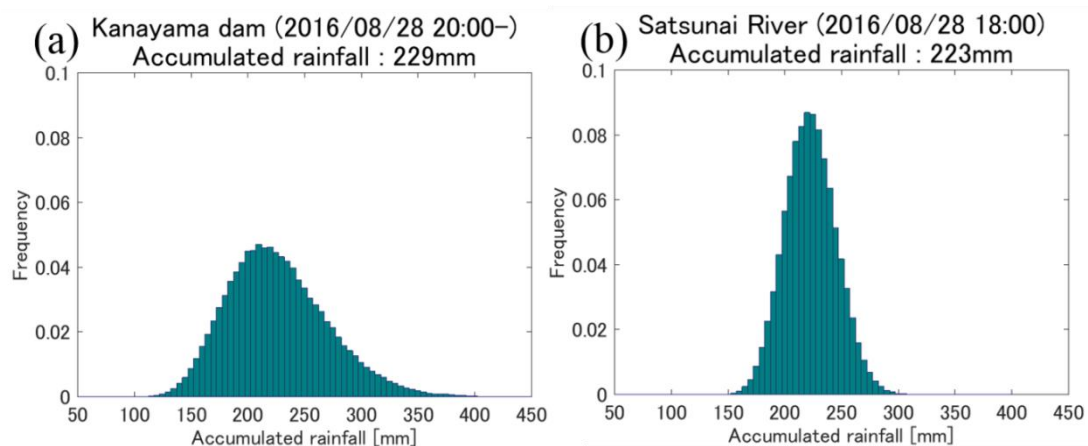 (a) Kanayama dam (2016/08/28 20:00-)
Accumulated rainfall : 229mm
0.1
0.08
0.06
0.04
0.02
0
Frequency
50 100 150 200 250 300 350 400 450
Accumulated rainfall [mm]
(b) Satsunai River (2016/08/28 18:00)
Accumulated rainfall : 223mm
0.1
0.08
0.06
0.04
0.02
0
Frequency
50 100 150 200 250 300 350 400 450
Accumulated rainfall [mm]